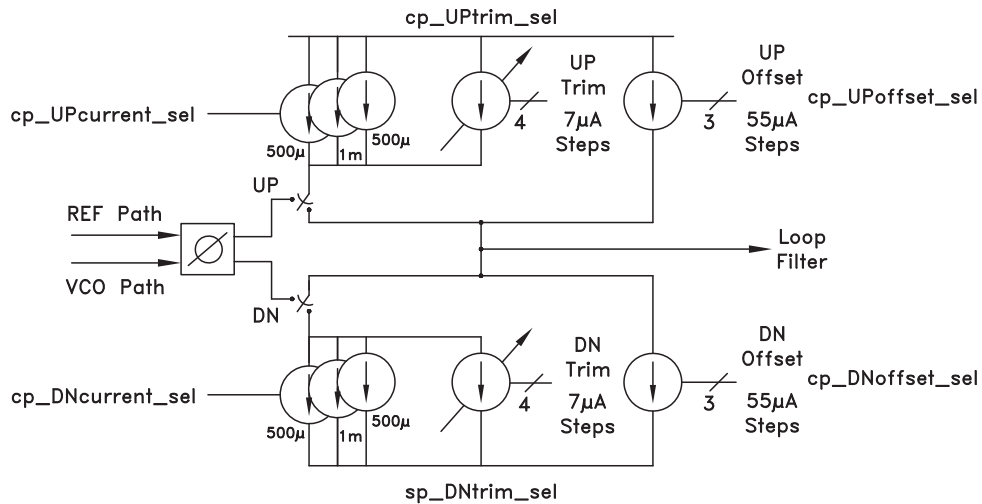 cp_UPtrim_sel
UP
Trim
7µA
Steps
4
UP
Offset
55µA
Steps
3
cp_UPoffset_sel
cp_UPcurrent_sel
500µ
1m
500µ
UP
REF Path
VCO Path
DN
Loop
Filter
cp_DNcurrent_sel
500µ
1m
500µ
DN
Trim
7µA
Steps
4
DN
Offset
55µA
Steps
3
cp_DNoffset_sel
sp_DNtrim_sel